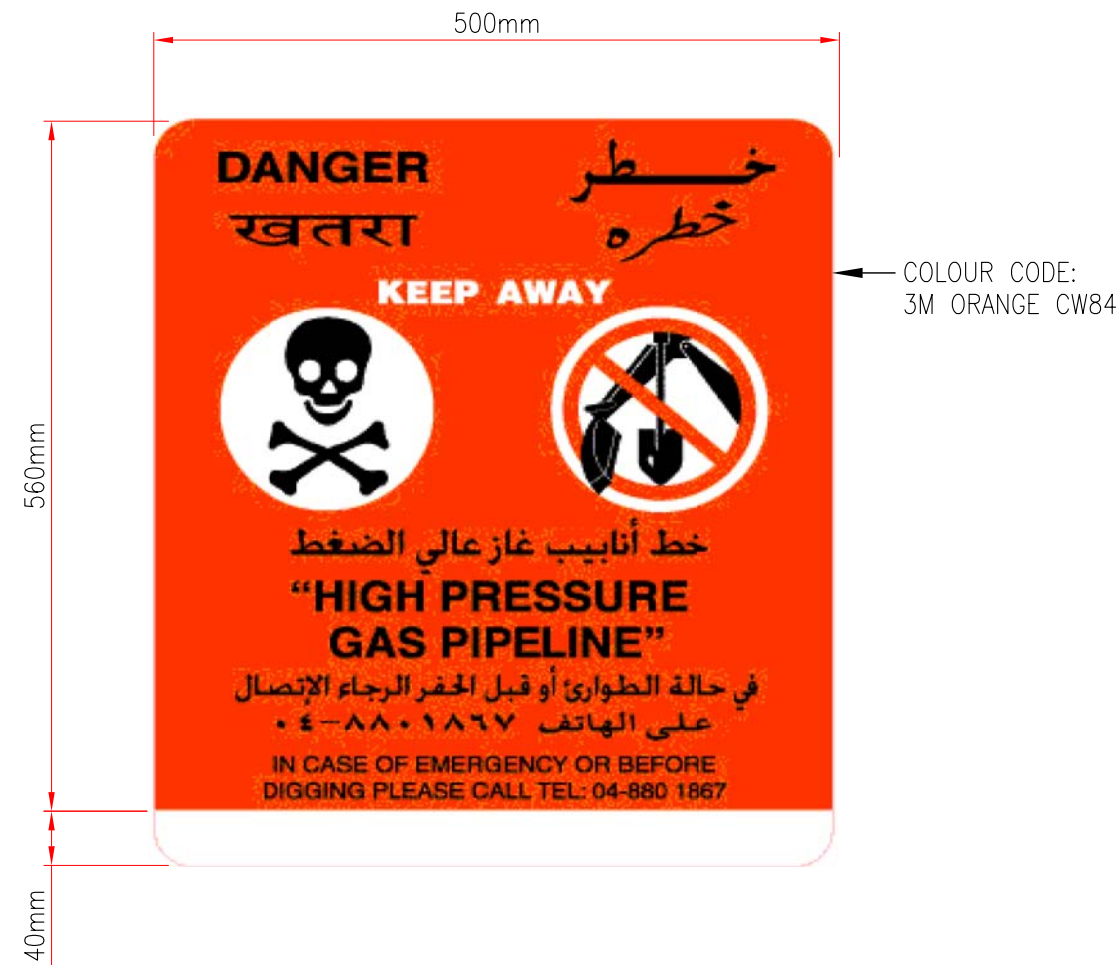 500mm
DANGER
خطر
खतरा
خطره
KEEP AWAY
COLOUR CODE:
3M ORANGE CW84
560mm
خط أنابيب غاز عالي الضغط
“HIGH PRESSURE
GAS PIPELINE”
في حالة الطوارئ أو قبل الحفر الرجاء الإتصال
على الهاتف ٠٤-٨٨٠١٨٦٧
IN CASE OF EMERGENCY OR BEFORE
DIGGING PLEASE CALL TEL: 04-880 1867
40mm